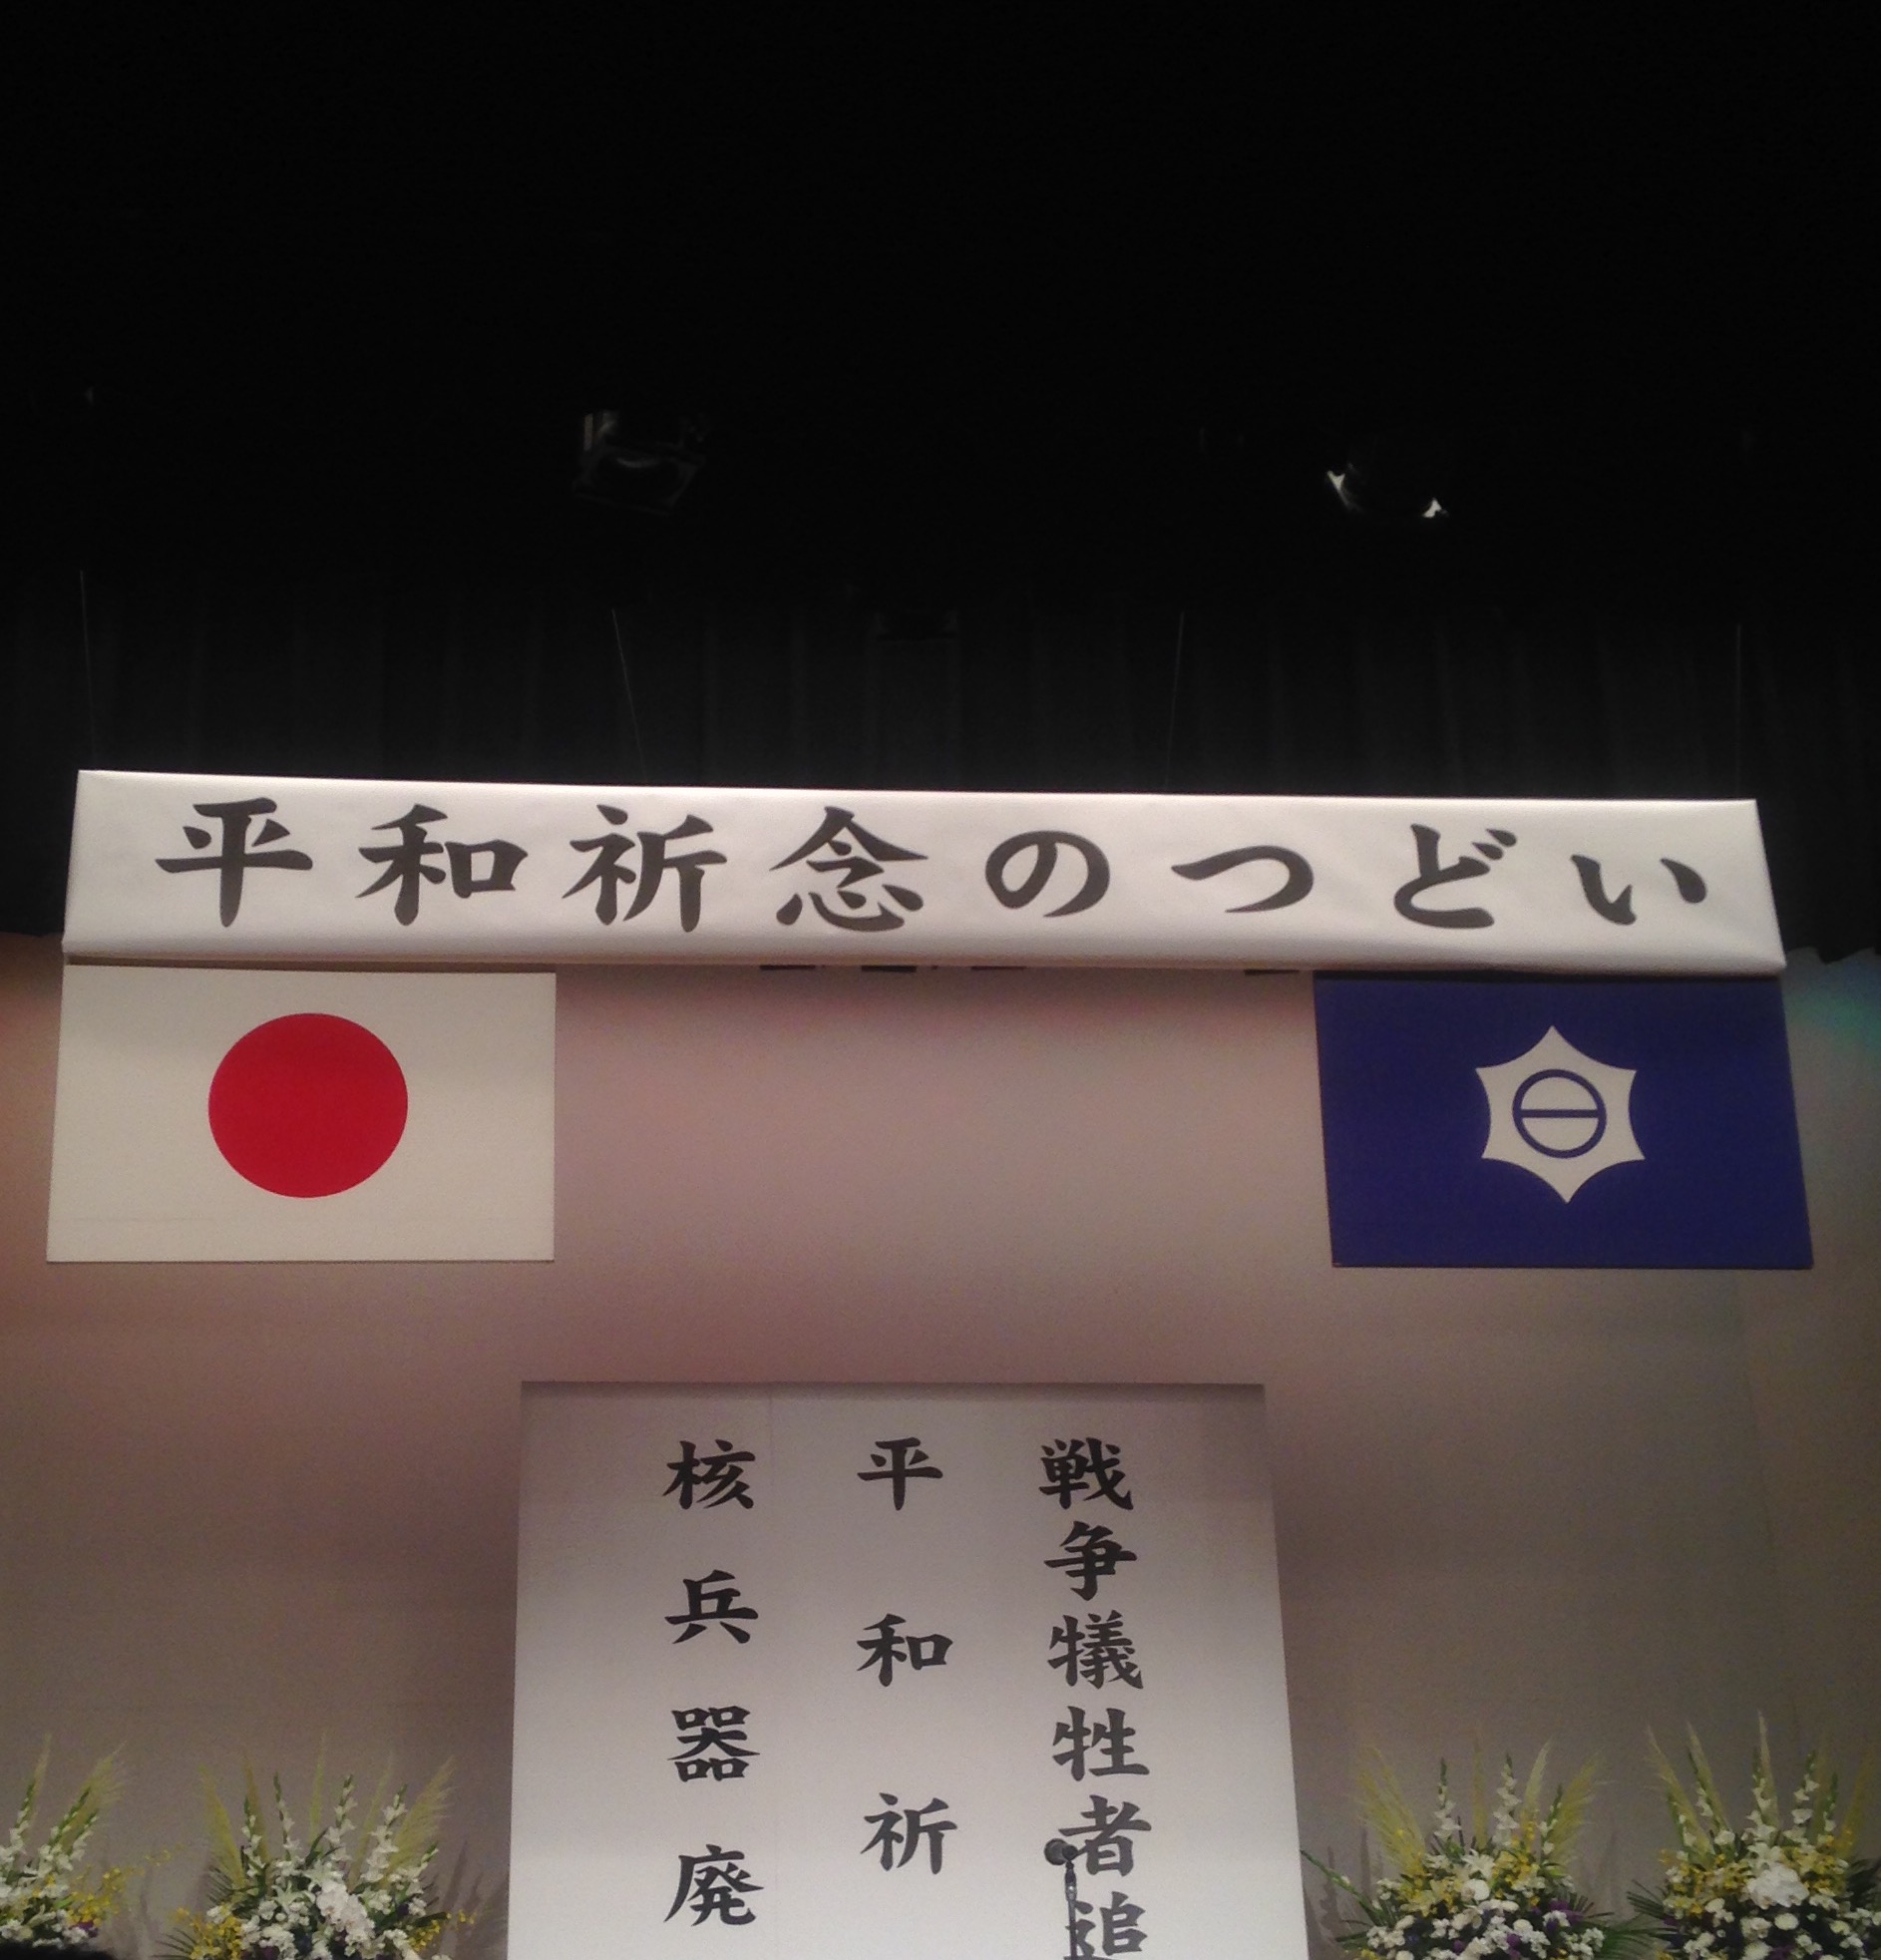 平和祈念のつどい
戦争犠牲者追
平和祈
核兵器廃